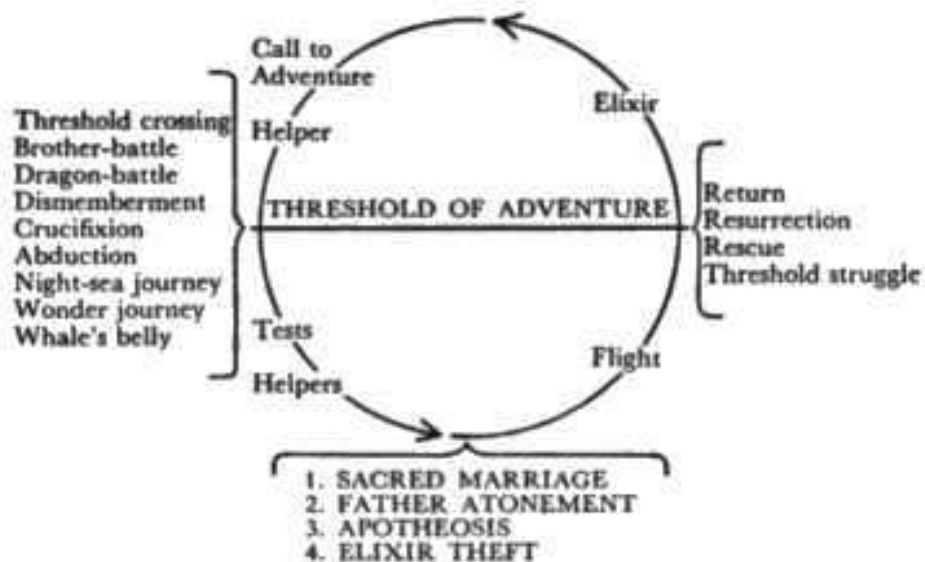 Call to
Adventure
Helper
Threshold crossing
Brother-battle
Dragon-battle
Dismemberment
Crucifixion
Abduction
Night-sea journey
Wonder journey
Whale's belly
THRESHOLD OF ADVENTURE
Elixir
Return
Resurrection
Rescue
Threshold struggle
Tests
Helpers
Flight
1. SACRED MARRIAGE
2. FATHER ATONEMENT
3. APOTHEOSIS
4. ELIXIR THEFT